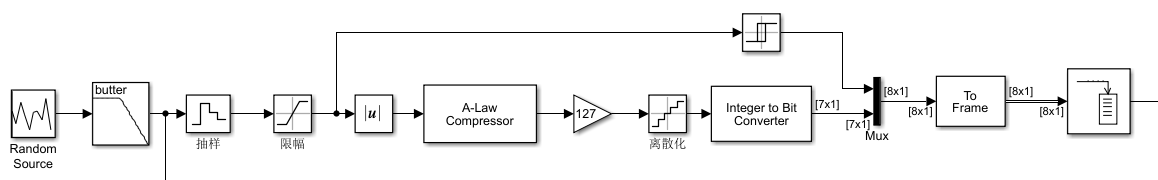 butter
Random
Source
抽样
限幅
|u|
A-Law
Compressor
127
离散化
Integer to Bit
Converter
[7x1]
[7x1]
Mux
[8x1]
[8x1]
To
Frame
[8x1]
[8x1]